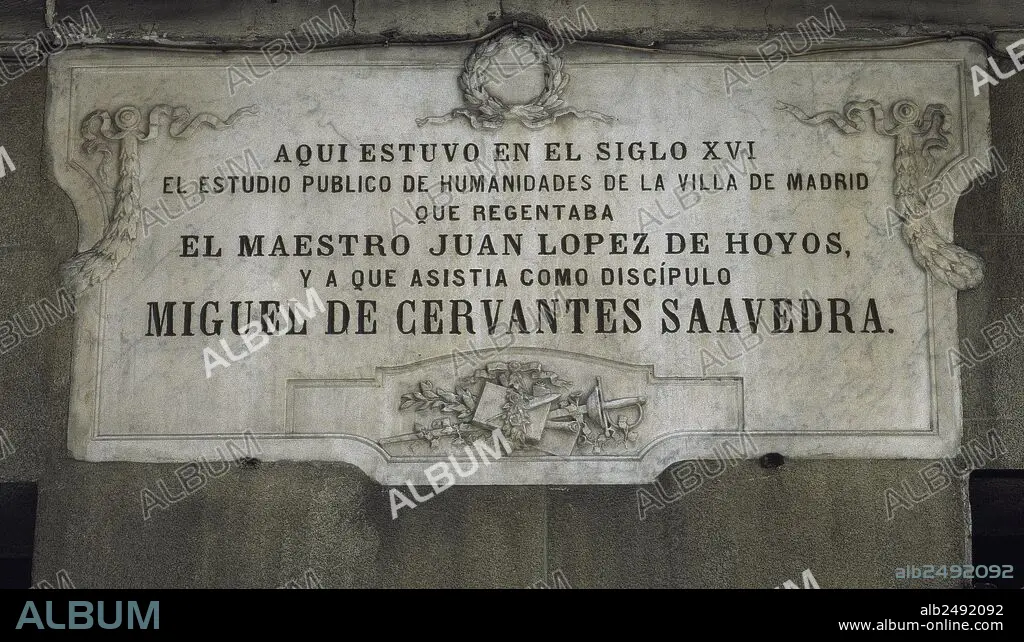 AQUI ESTUVO EN EL SIGLO XVI
EL ESTUDIO PUBLICO DE HUMANIDADES DE LA VILLA DE MADRID
QUE REGENTABA
EL MAESTRO JUAN LOPEZ DE HOYOS,
Y A QUE ASISTIA COMO DISCÍPULO
MIGUEL DE CERVANTES SAAVEDRA.
alb2492092
ALBUM
alb2492092
www.album-online.com